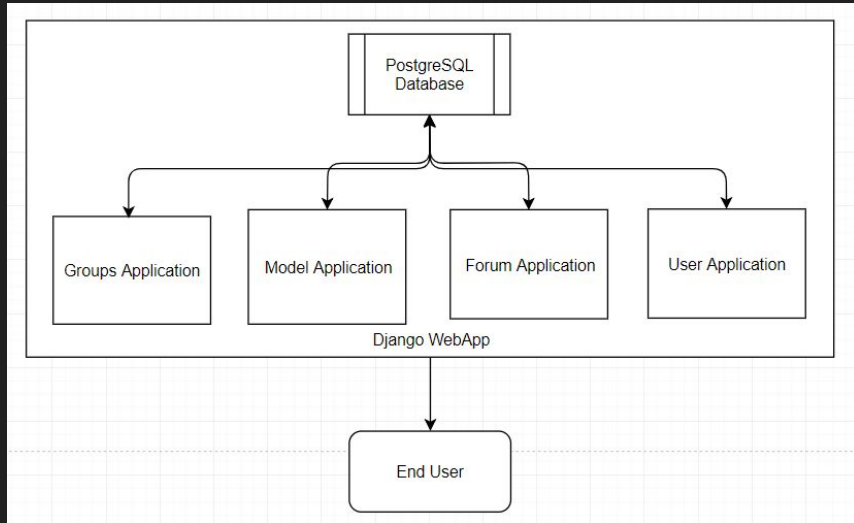 PostgreSQL
Database
Groups Application
Model Application
Forum Application
User Application
Django WebApp
End User